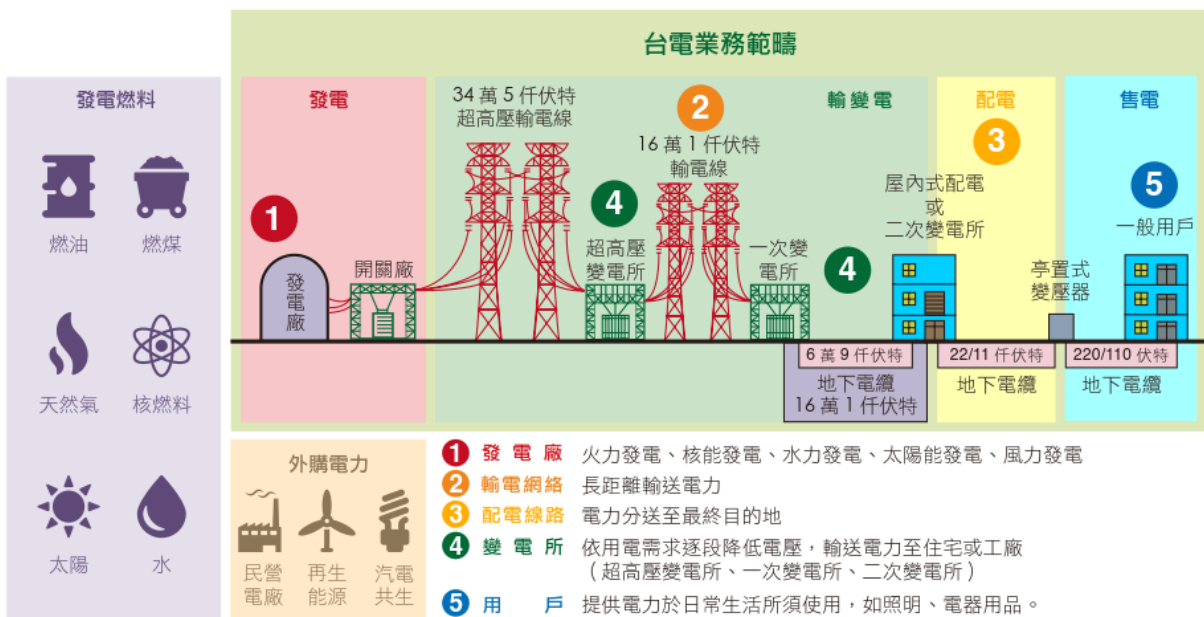 台電業務範疇
發電燃料
燃油
燃煤
天然氣
核燃料
太陽
水
發電
1
發電廠
開關廠
34 萬 5 仟伏特
超高壓輸電線
2
16 萬 1 仟伏特
輸電線
輸變電
4
超高壓
變電所
一次變
電所
4
屋內式配電
或
二次變電所
6 萬 9 仟伏特
地下電纜
16 萬 1 仟伏特
配電
3
亭置式
變壓器
22/11 仟伏特
地下電纜
售電
5
一般用戶
220/110 伏特
地下電纜
外購電力
民營
電廠
再生
能源
汽電
共生
1 發電廠 火力發電、核能發電、水力發電、太陽能發電、風力發電
2 輸電網絡 長距離輸送電力
3 配電線路 電力分送至最終目的地
4 變電所 依用電需求逐段降低電壓，輸送電力至住宅或工廠
（超高壓變電所、一次變電所、二次變電所）
5 用戶 提供電力於日常生活所須使用，如照明、電器用品。